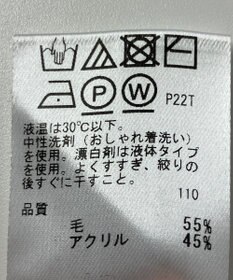 P W P22T
液温は30℃以下。
中性洗剤（おしゃれ着洗い）
を使用。漂白剤は液体タイプ
を使用。よくすすぎ、絞りの
後すぐに干すこと。
110
品質
毛 55%
アクリル 45%